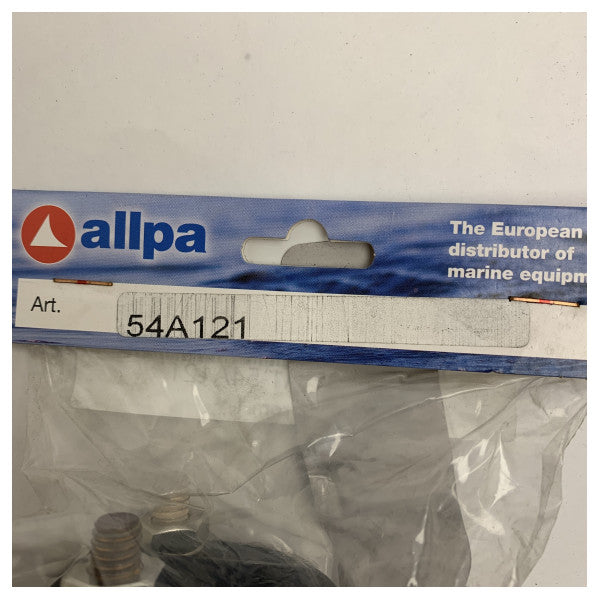 allpa
The European
distributor of
marine equipm
Art.
54A121